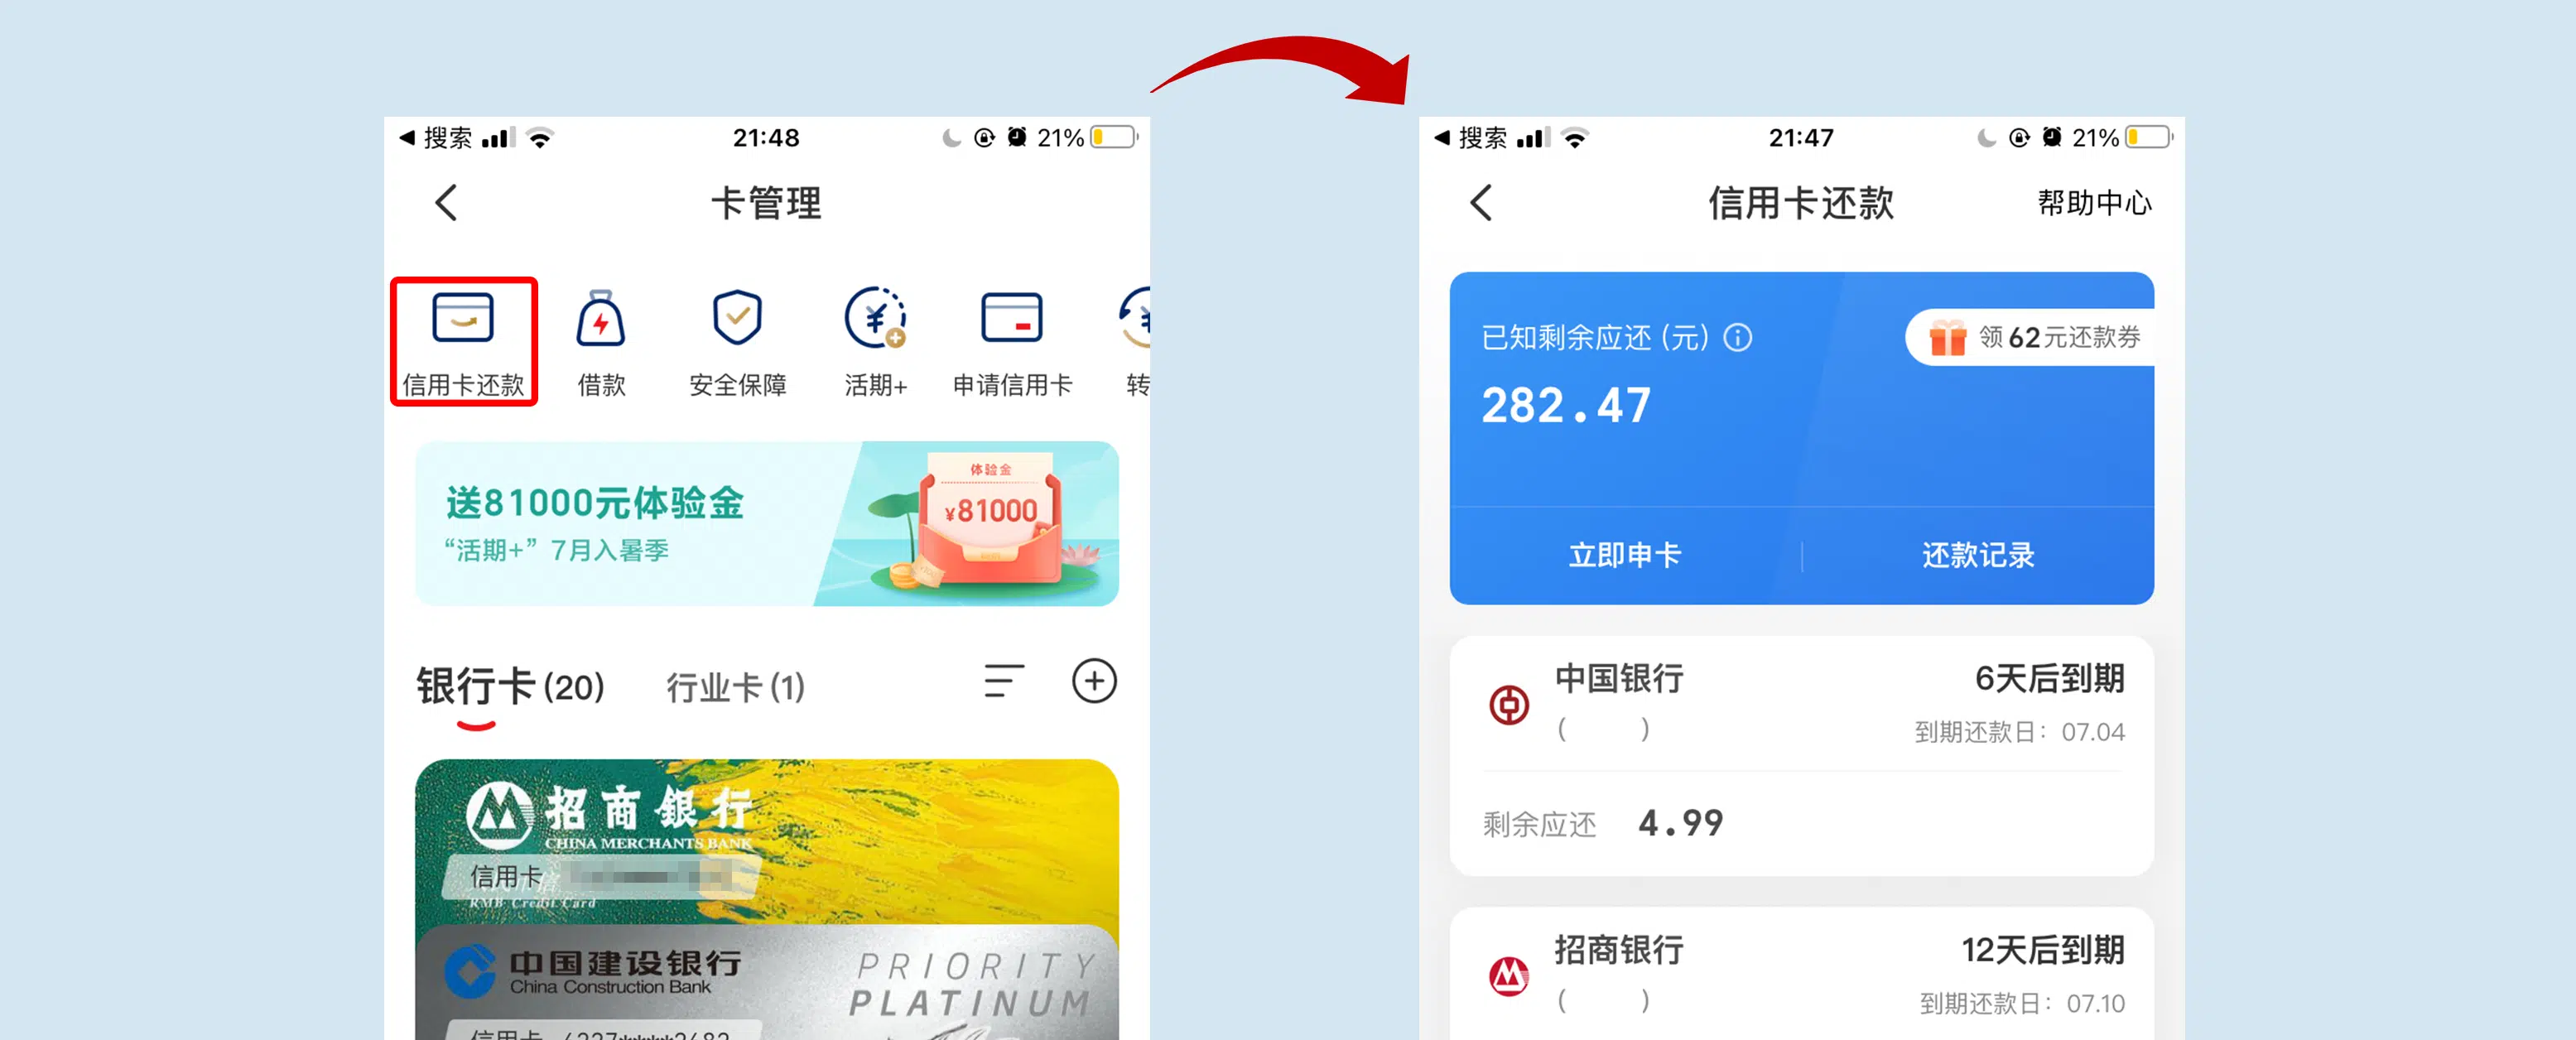 搜索
21:48
21%
卡管理
信用卡还款
借款
安全保障
活期+
申请信用卡
转
送81000元体验金
“活期+”7月入暑季
体验金
¥81000
银行卡(20)
行业卡(1)
招商銀行
CHINA MERCHANTS BANK
信用卡
RMB Credit Card
中国建设银行
China Construction Bank
PRIORITY
PLATINUM
信用卡
搜索
21:47
21%
信用卡还款
帮助中心
已知剩余应还(元)
领62元还款券
282.47
立即申卡
还款记录
中国银行
6天后到期
( )
到期还款日：07.04
剩余应还 4.99
招商银行
12天后到期
( )
到期还款日：07.10